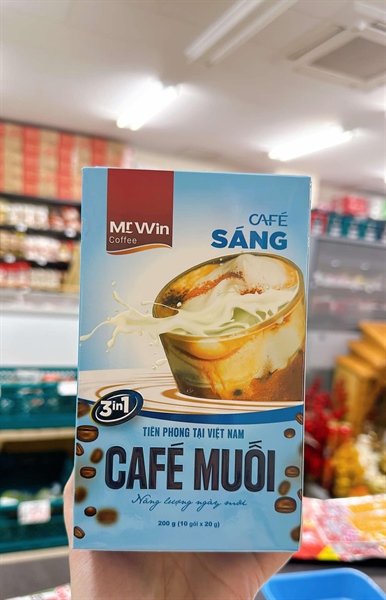 Mr Win
Coffee
CAFÉ
SÁNG
3in1
TIÊN PHONG TẠI VIỆT NAM
CAFÉ MUỐI
Năng lượng ngày mới
200 g (10 gói x 20 g)